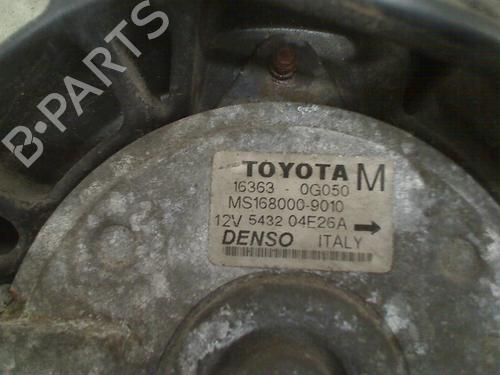 B-PARTS
TOYOTA M
16363 - 0G050
MS168000-9010
12V 5432 04E26A
DENSO ITALY